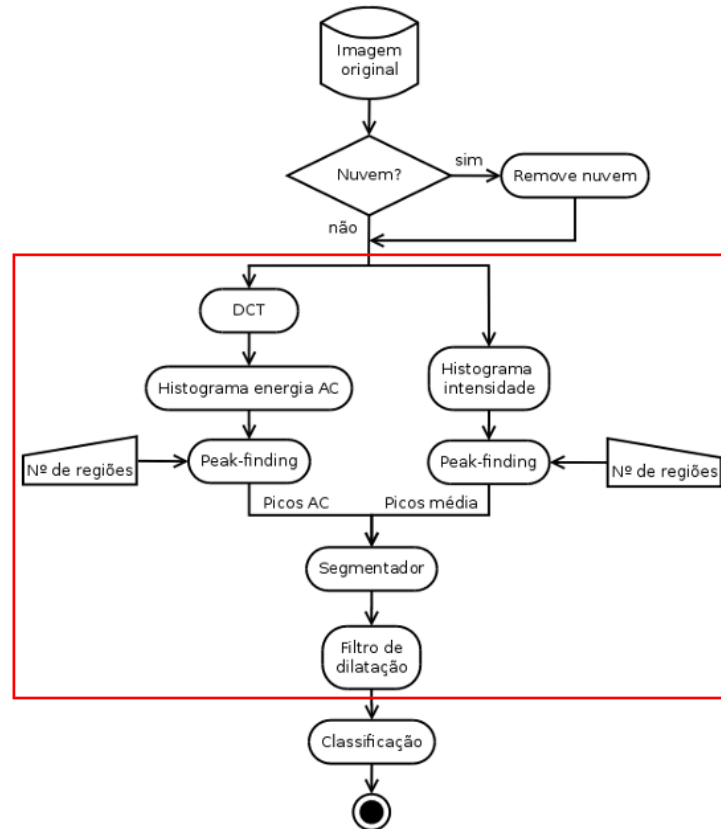 Imagem
original
Nuvem?
sim
Remove nuvem
não
DCT
Histograma energia AC
Histograma
intensidade
Nº de regiões
Peak-finding
Peak-finding
Nº de regiões
Picos AC
Picos média
Segmentador
Filtro de
dilatação
Classificação